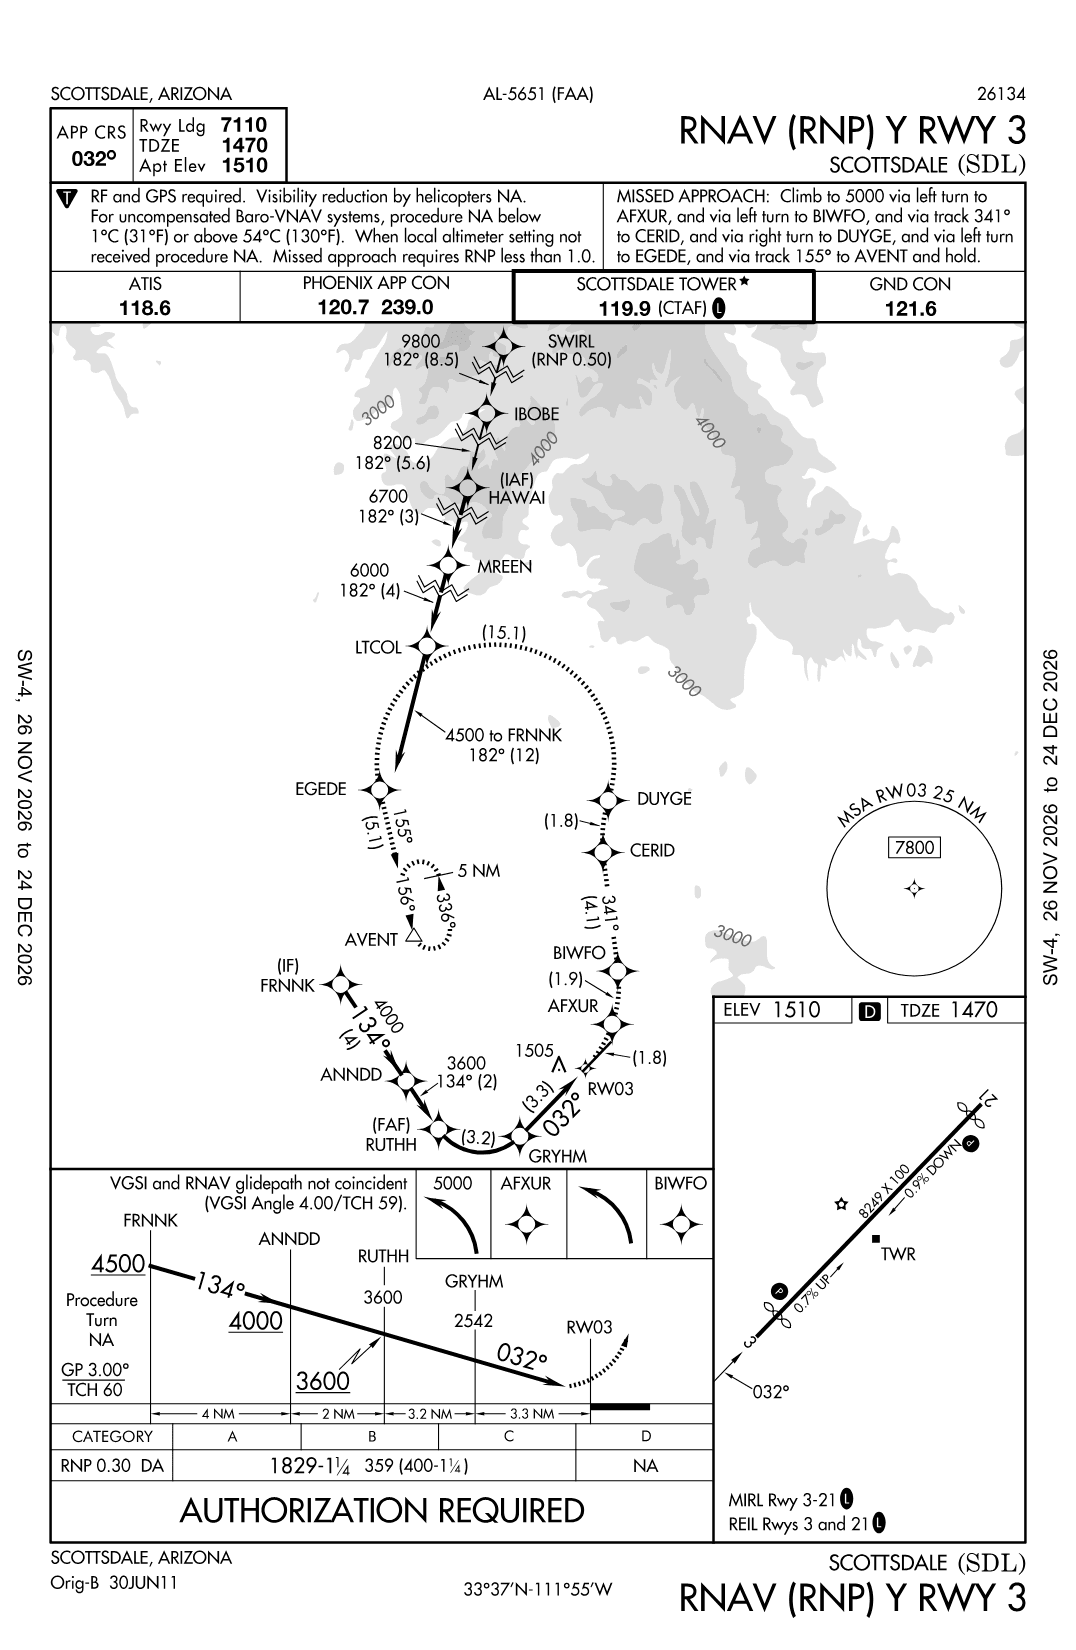 SCOTTSDALE, ARIZONA
AL-5651 (FAA)
26134
APP CRS
032°
Rwy Ldg 7110
TDZE 1470
Apt Elev 1510
RNAV (RNP) Y RWY 3
SCOTTSDALE (SDL)
T
RF and GPS required. Visibility reduction by helicopters NA.
For uncompensated Baro-VNAV systems, procedure NA below
1°C (31°F) or above 54°C (130°F). When local altimeter setting not
received procedure NA. Missed approach requires RNP less than 1.0.
MISSED APPROACH: Climb to 5000 via left turn to
AFXUR, and via left turn to BIWFO, and via track 341°
to CERID, and via right turn to DUYGE, and via left turn
to EGEDE, and via track 155° to AVENT and hold.
ATIS
118.6
PHOENIX APP CON
120.7 239.0
SCOTTSDALE TOWER★
119.9 (CTAF) L
GND CON
121.6
9800
182° (8.5)
SWIRL
(RNP 0.50)
3000
IBOBE
4000
4000
8200
182° (5.6)
(IAF)
HAWAI
6700
182° (3)
MREEN
6000
182° (4)
LTCOL
(15.1)
3000
4500 to FRNNK
182° (12)
EGEDE
DUYGE
155°
(5.1)
(1.8)
CERID
MSA RW03 25 NM
7800
5 NM
156°
336°
341°
(4.1)
AVENT
3000
BIWFO
(IF)
FRNNK
(1.9)
AFXUR
4000
134°
(4)
1505
(1.8)
RW03
ANNDD
3600
134° (2)
(3.3)
032°
(FAF)
RUTHH
(3.2)
GRYHM
ELEV 1510
D
TDZE 1470
21
P
0.9% DOWN
8249 X 100
TWR
P
0.7% UP
3
032°
MIRL Rwy 3-21 L
REIL Rwys 3 and 21 L
VGSI and RNAV glidepath not coincident
(VGSI Angle 4.00/TCH 59).
5000
AFXUR
BIWFO
FRNNK
ANNDD
RUTHH
GRYHM
RW03
4500
134°
4000
3600
2542
032°
3600
Procedure
Turn
NA
GP 3.00°
TCH 60
4 NM
2 NM
3.2 NM
3.3 NM
CATEGORY
A
B
C
D
RNP 0.30 DA
1829-1¼ 359 (400-1¼)
NA
AUTHORIZATION REQUIRED
SCOTTSDALE, ARIZONA
Orig-B 30JUN11
33°37'N-111°55'W
SCOTTSDALE (SDL)
RNAV (RNP) Y RWY 3
SW-4, 26 NOV 2026 to 24 DEC 2026
SW-4, 26 NOV 2026 to 24 DEC 2026